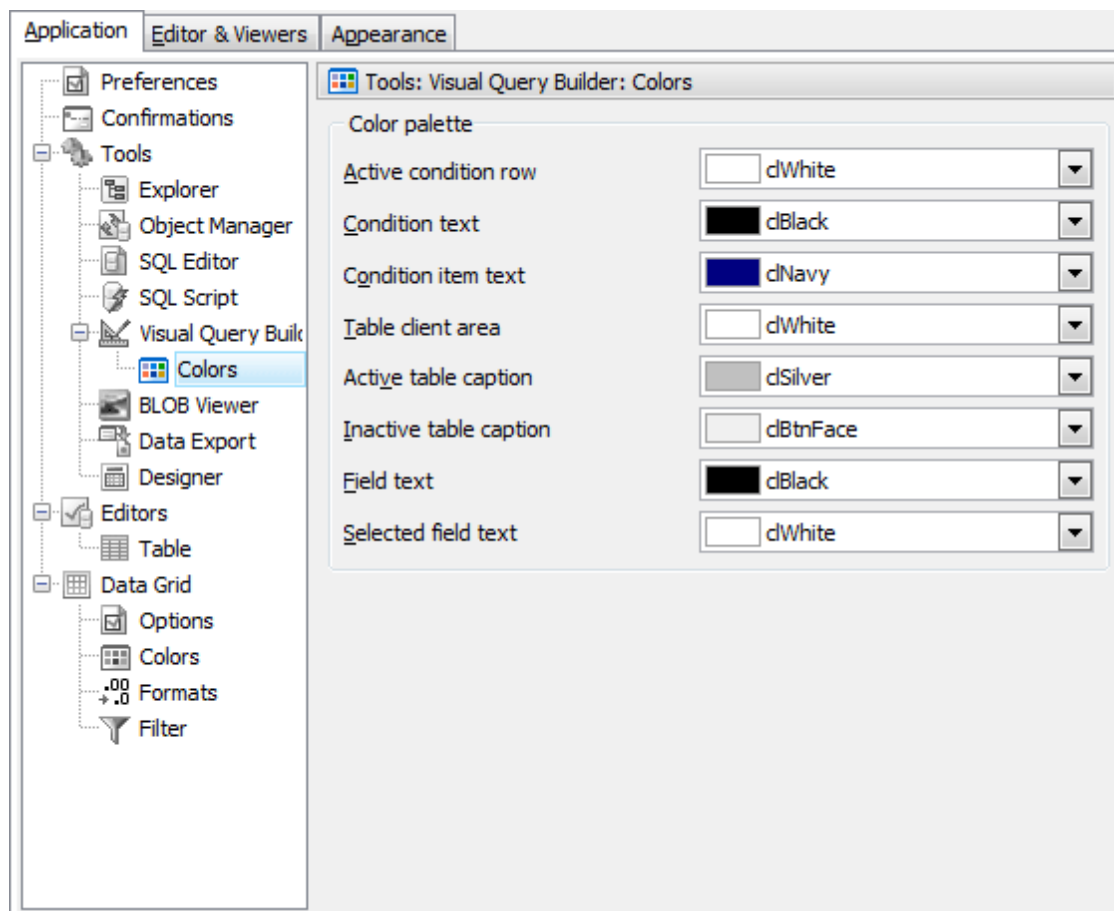 Application
Editor & Viewers
Appearance
Preferences
Confirmations
Tools
Explorer
Object Manager
SQL Editor
SQL Script
Visual Query Builc
Colors
BLOB Viewer
Data Export
Designer
Editors
Table
Data Grid
Options
Colors
.00
.0
Formats
Filter
Tools: Visual Query Builder: Colors
Color palette
Active condition row clWhite
Condition text clBlack
Condition item text clNavy
Table client area clWhite
Active table caption clSilver
Inactive table caption clBtnFace
Field text clBlack
Selected field text clWhite